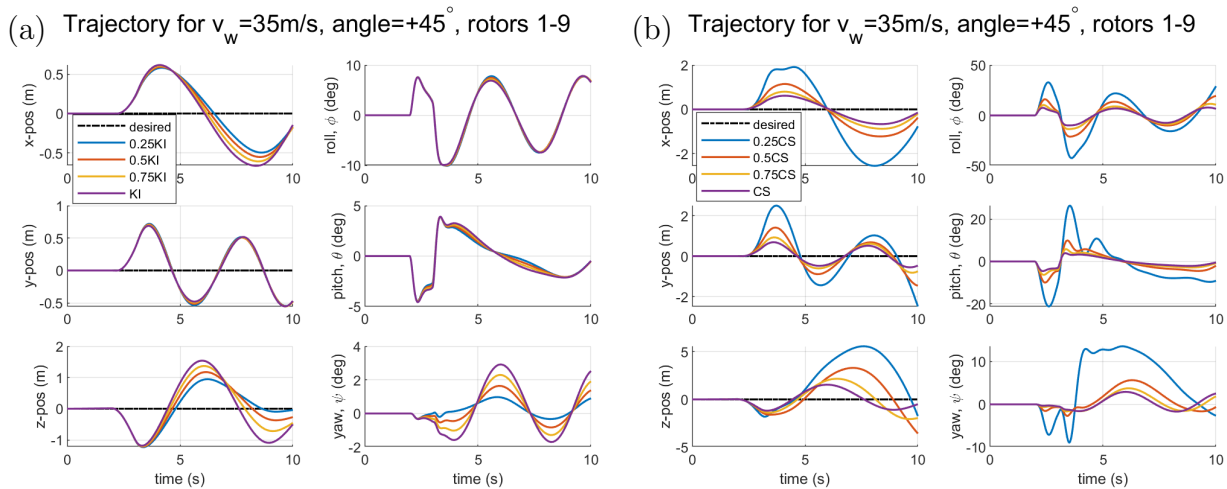 (a) Trajectory for v_w=35m/s, angle=+45°, rotors 1-9
x-pos (m)
0.5
0
-0.5
0
5
10
desired
0.25KI
0.5KI
0.75KI
KI
roll, ϕ (deg)
10
0
-10
0
5
10
y-pos (m)
1.0
0.5
0
-0.5
0
5
10
pitch, θ (deg)
5
0
-5
0
5
10
z-pos (m)
2
1
0
-1
0
5
10
time (s)
yaw, ψ (deg)
4
2
0
-2
0
5
10
time (s)
(b) Trajectory for v_w=35m/s, angle=+45°, rotors 1-9
x-pos (m)
2
0
-2
0
5
10
desired
0.25CS
0.5CS
0.75CS
CS
roll, ϕ (deg)
50
0
-50
0
5
10
y-pos (m)
2
0
-2
0
5
10
pitch, θ (deg)
20
0
-20
0
5
10
z-pos (m)
5
0
-5
0
5
10
time (s)
yaw, ψ (deg)
10
0
-10
0
5
10
time (s)